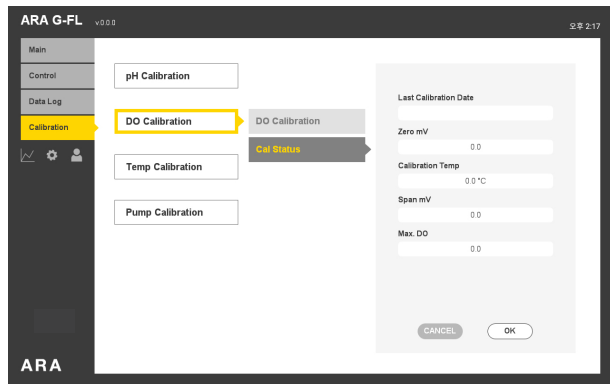 ARA G-FL v.0.0.0
오후 2:17
Main
Control
Data Log
Calibration
pH Calibration
DO Calibration
Temp Calibration
Pump Calibration
DO Calibration
Cal Status
Last Calibration Date
Zero mV
0.0
Calibration Temp
0.0 °C
Span mV
0.0
Max. DO
0.0
CANCEL OK
ARA